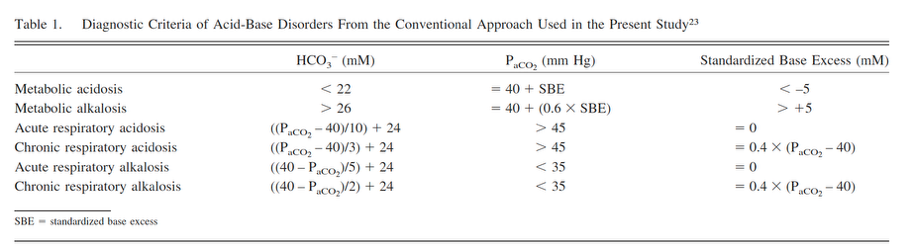 Table 1. Diagnostic Criteria of Acid-Base Disorders From the Conventional Approach Used in the Present Study23
HCO3− (mM) PaCO2 (mm Hg) Standardized Base Excess (mM)
Metabolic acidosis < 22 = 40 + SBE < −5
Metabolic alkalosis > 26 = 40 + (0.6 × SBE) > +5
Acute respiratory acidosis ((PaCO2 − 40)/10) + 24 > 45 = 0
Chronic respiratory acidosis ((PaCO2 − 40)/3) + 24 > 45 = 0.4 × (PaCO2 − 40)
Acute respiratory alkalosis ((40 − PaCO2)/5) + 24 < 35 = 0
Chronic respiratory alkalosis ((40 − PaCO2)/2) + 24 < 35 = 0.4 × (PaCO2 − 40)
SBE = standardized base excess